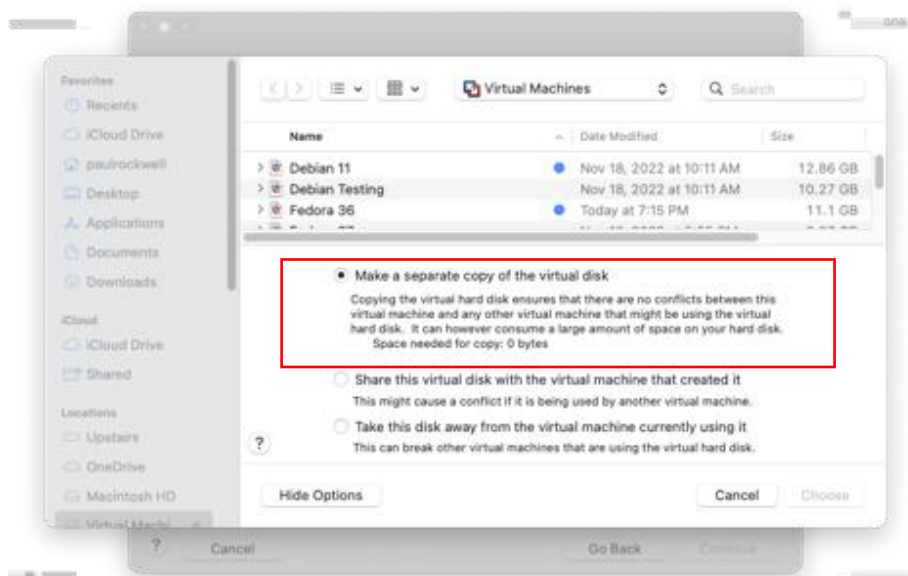 Favorites
Recents
iCloud Drive
paulrockwell
Desktop
Applications
Documents
Downloads
iCloud
iCloud Drive
Shared
Locations
Upstairs
OneDrive
Macintosh HD
Virtual Machi
Virtual Machines
Search
Name Date Modified Size
Debian 11 Nov 18, 2022 at 10:11 AM 12.86 GB
Debian Testing Nov 18, 2022 at 10:11 AM 10.27 GB
Fedora 36 Today at 7:15 PM 11.1 GB
Make a separate copy of the virtual disk
Copying the virtual hard disk ensures that there are no conflicts between this
virtual machine and any other virtual machine that might be using the virtual
hard disk. It can however consume a large amount of space on your hard disk.
Space needed for copy: 0 bytes
Share this virtual disk with the virtual machine that created it
This might cause a conflict if it is being used by another virtual machine.
Take this disk away from the virtual machine currently using it
This can break other virtual machines that are using the virtual hard disk.
?
Hide Options Cancel Choose
? Cancel Go Back Continue